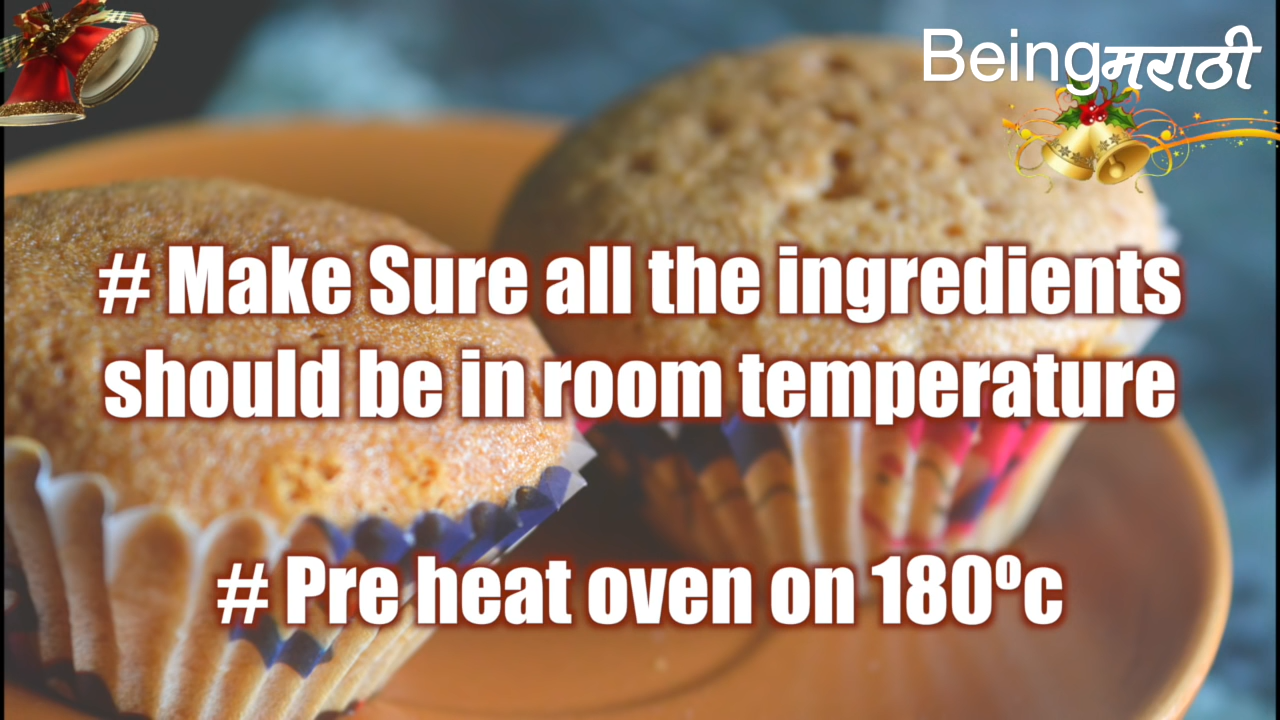 Beingमराठी
# Make Sure all the ingredients
should be in room temperature
# Pre heat oven on 180ºc